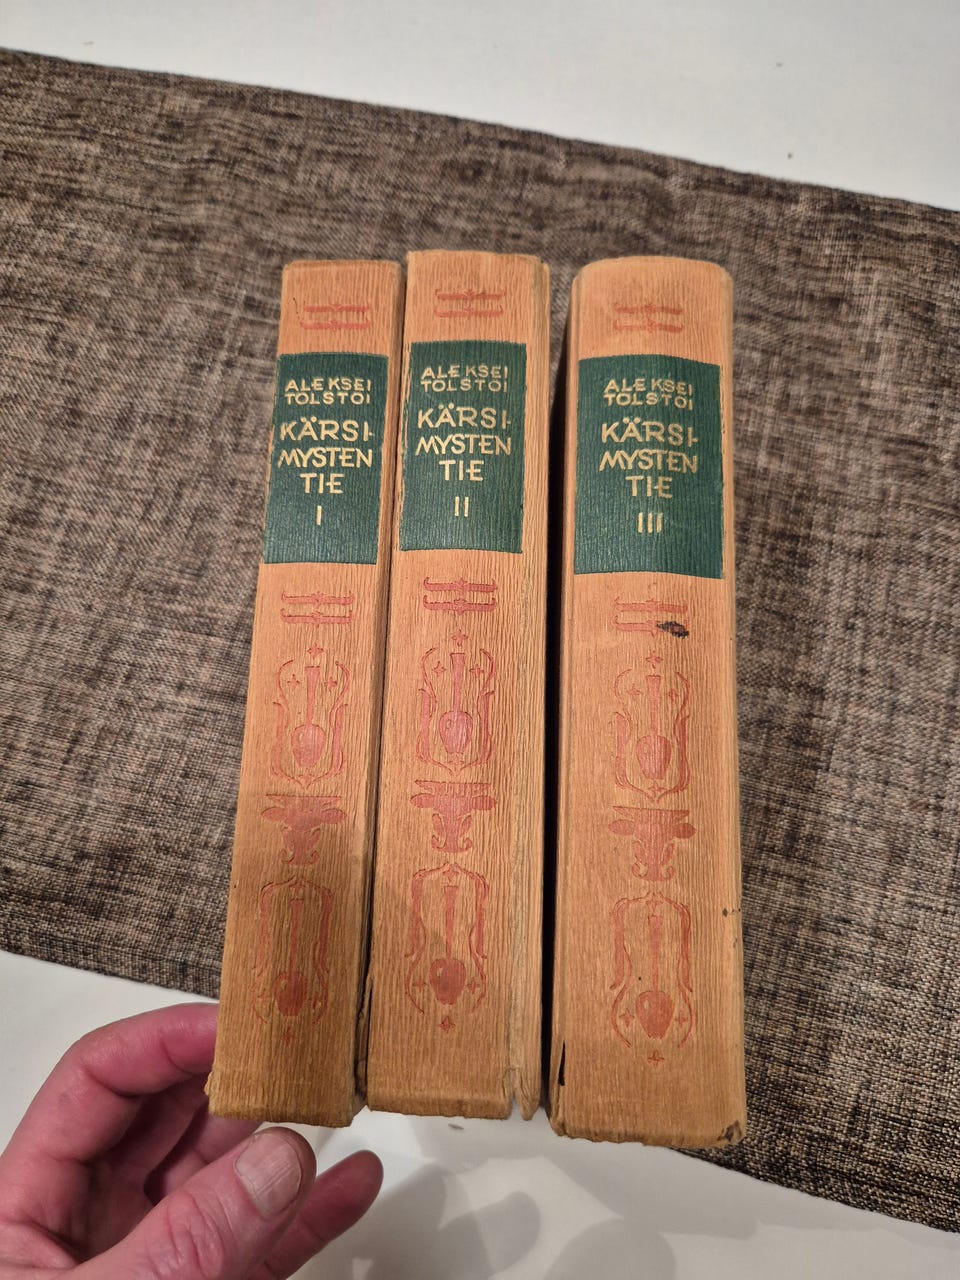 ALEKSEI
TOLSTOI
KÄRSI-
MYSTEN
TIE
I
ALEKSEI
TOLSTOI
KÄRSI-
MYSTEN
TIE
II
ALEKSEI
TOLSTOI
KÄRSI-
MYSTEN
TIE
III